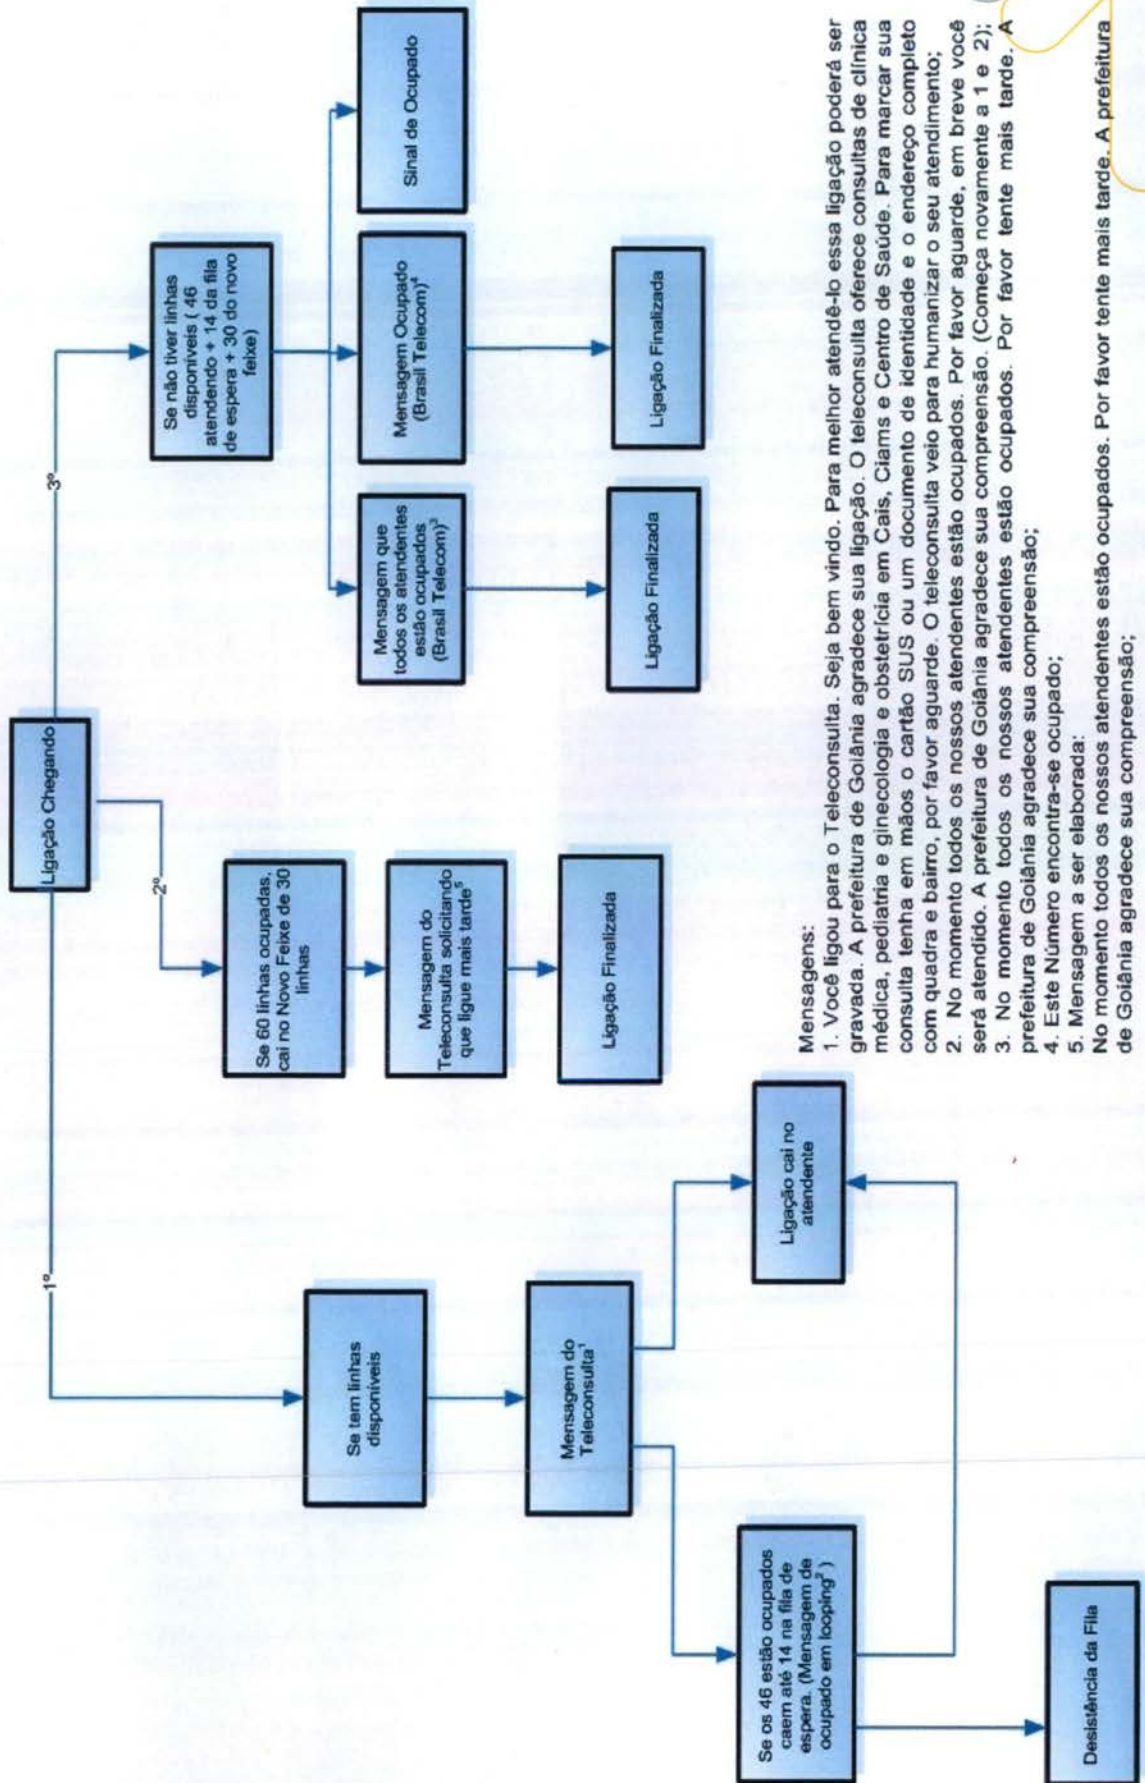 Ligação Chegando
1º
2º
3º
Se tem linhas
disponíveis
Mensagem do
Teleconsulta¹
Se os 46 estão ocupados
caem até 14 na fila de
espera. (Mensagem de
ocupado em looping² )
Desistência da Fila
Ligação cai no
atendente
Se 60 linhas ocupadas,
cai no Novo Feixe de 30
linhas
Mensagem do
Teleconsulta solicitando
que ligue mais tarde⁵
Ligação Finalizada
Se não tiver linhas
disponíveis ( 46
atendendo + 14 da fila
de espera + 30 do novo
feixe)
Mensagem que
todos os atendentes
estão ocupados
(Brasil Telecom)³
Ligação Finalizada
Mensagem Ocupado
(Brasil Telecom)⁴
Ligação Finalizada
Sinal de Ocupado
Mensagens:
1. Você ligou para o Teleconsulta. Seja bem vindo. Para melhor atendê-lo essa ligação poderá ser
gravada. A prefeitura de Goiânia agradece sua ligação. O teleconsulta oferece consultas de clínica
médica, pediatria e ginecologia e obstetrícia em Cais, Ciams e Centro de Saúde. Para marcar sua
consulta tenha em mãos o cartão SUS ou um documento de identidade e o endereço completo
com quadra e bairro, por favor aguarde. O teleconsulta veio para humanizar o seu atendimento;
2. No momento todos os nossos atendentes estão ocupados. Por favor aguarde, em breve você
será atendido. A prefeitura de Goiânia agradece sua compreensão. (Começa novamente a 1 e 2);
3. No momento todos os nossos atendentes estão ocupados. Por favor tente mais tarde. A
prefeitura de Goiânia agradece sua compreensão;
4. Este Número encontra-se ocupado;
5. Mensagem a ser elaborada:
No momento todos os nossos atendentes estão ocupados. Por favor tente mais tarde. A prefeitura
de Goiânia agradece sua compreensão;